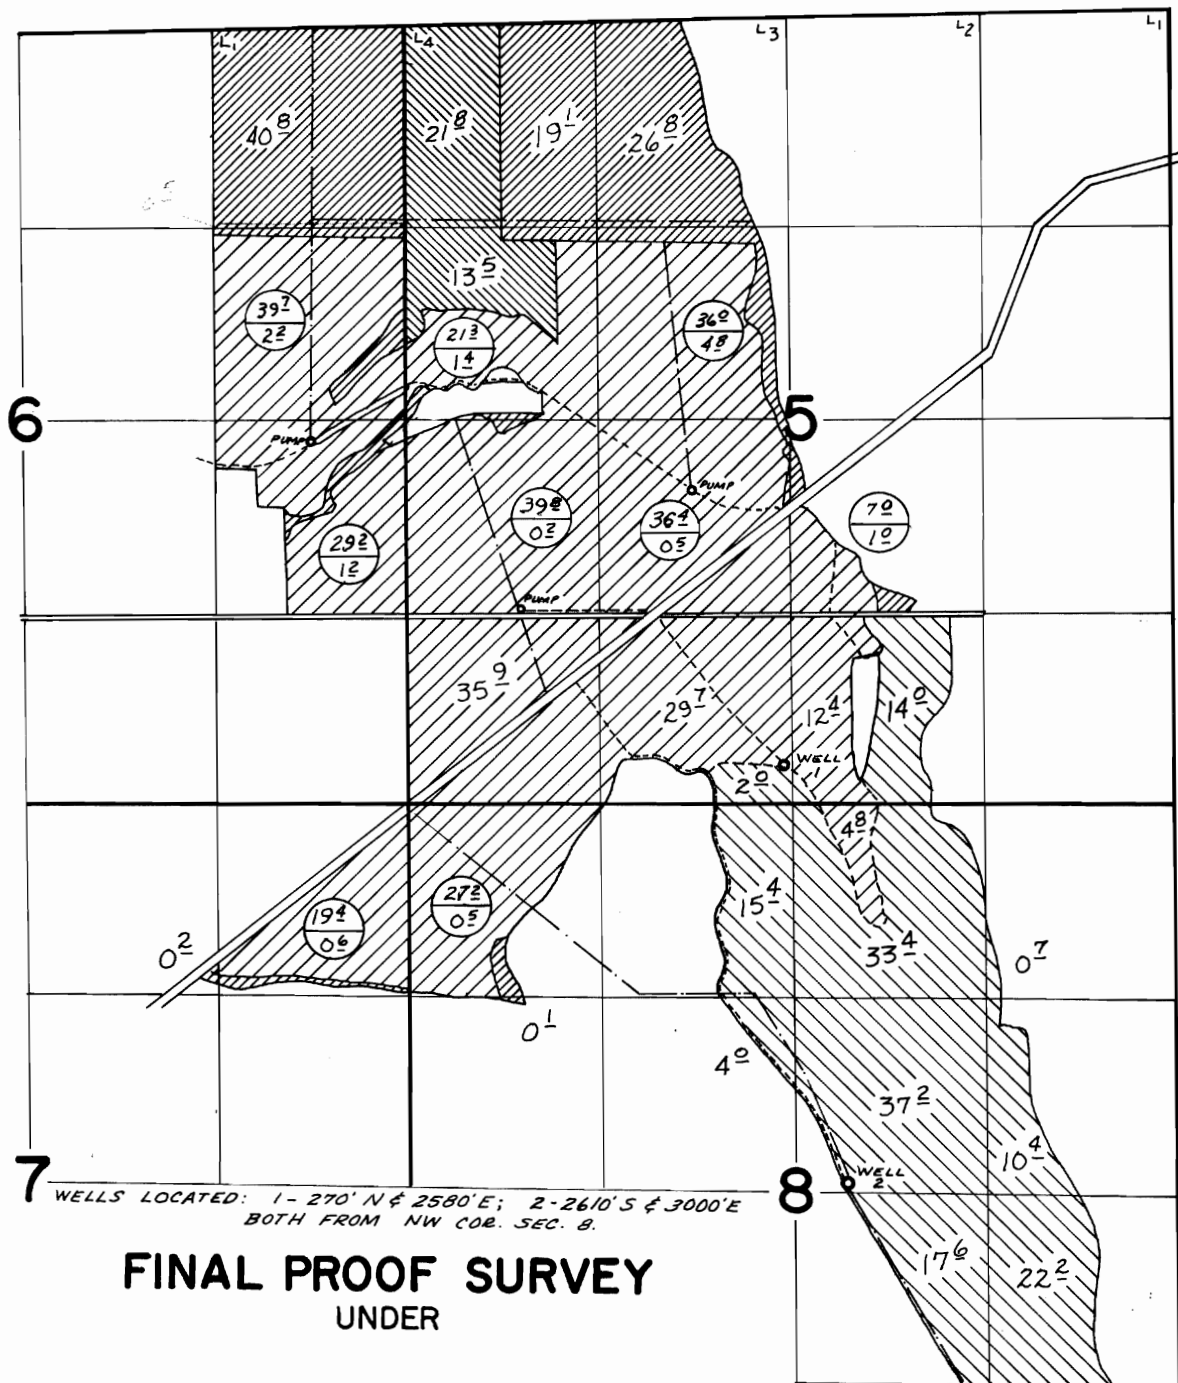 L1 L4 L3 L2 L1
40 8 21 8 19 1 26 8
13 5
39 7
2 2
21 3
1 4
36 0
4 8
6 5
PUMP
PUMP
39 8
0 2
36 4
0 5
7 0
1 0
29 2
1 2
PUMP
35 9 29 7 12 4 14 0
WELL
1
2 0
4 8
15 4
27 2
0 5
19 4
0 6
0 2 33 4 0 7
0 1
4 0
37 2
10 4
7 8
WELL
2
WELLS LOCATED: 1 - 270' N & 2580' E; 2 - 2610' S & 3000' E
BOTH FROM NW COR. SEC. 8.
17 6 22 2
FINAL PROOF SURVEY
UNDER